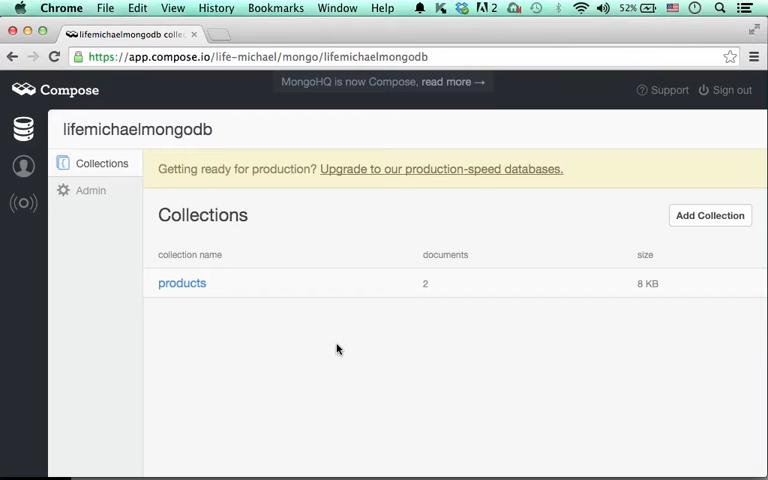 Chrome File Edit View History Bookmarks Window Help 2 52%
lifemichaelmongodb collec
https://app.compose.io/life-michael/mongo/lifemichaelmongodb
Compose
MongoHQ is now Compose, read more →
Support Sign out
lifemichaelmongodb
Collections
Admin
Getting ready for production? Upgrade to our production-speed databases.
Collections
Add Collection
collection name documents size
products 2 8 KB